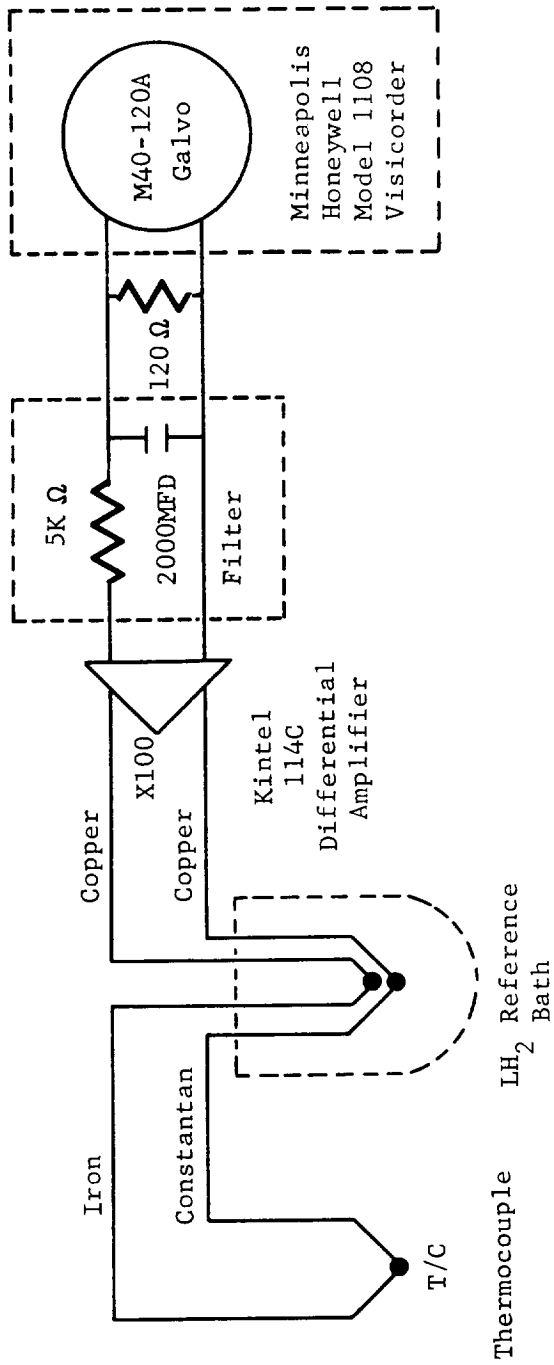 Thermocouple
T/C
Iron
Constantan
LH2 Reference
Bath
Copper
Copper
X100
Kintel
114C
Differential
Amplifier
5K Ω
2000MFD
Filter
120 Ω
M40-120A
Galvo
Minneapolis
Honeywell
Model 1108
Visicorder